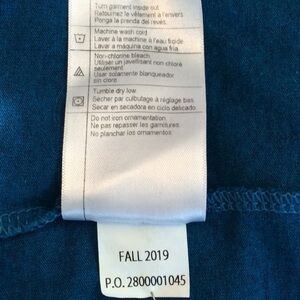 Turn garment inside out
Retournez le vêtement à l'envers
Ponga la prenda del revés
Machine wash cold
Laver à la machine à l'eau tiède
Lavar a maquina con agua fria
Non-chlorine bleach
Utiliser un javellisant non chloré
seulement
Usar solamente blanqueador
sin cloro
Tumble dry low
Sécher par culbutage à réglage bas
Secar en secadora en ciclo delicado
Do not iron ornamentation
Ne pas repasser les garnitures
No planchar los ornamentos
FALL 2019
P.O. 2800001045